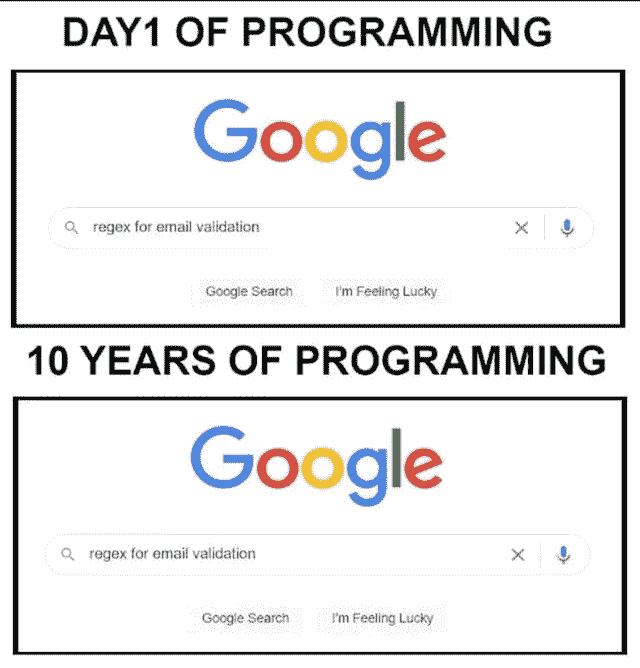 DAY1 OF PROGRAMMING
Google
regex for email validation
Google Search I'm Feeling Lucky
10 YEARS OF PROGRAMMING
Google
regex for email validation
Google Search I'm Feeling Lucky